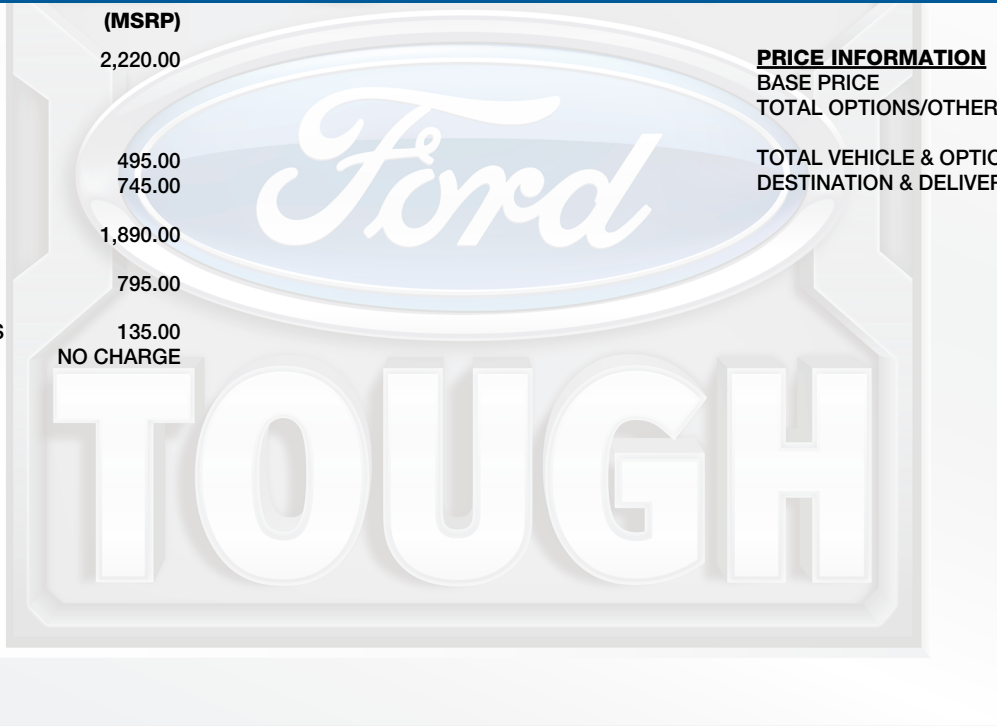 (MSRP)
2,220.00
495.00
745.00
1,890.00
795.00
135.00
NO CHARGE
PRICE INFORMATION
BASE PRICE
TOTAL OPTIONS/OTHER
TOTAL VEHICLE & OPTIO
DESTINATION & DELIVER
Ford
TOUGH